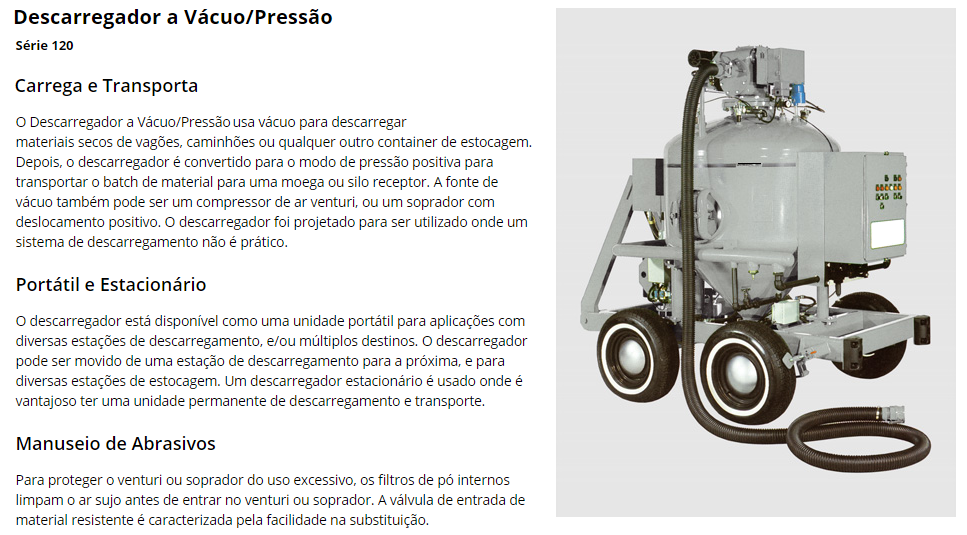 Descarregador a Vácuo/Pressão
Série 120
Carrega e Transporta
O Descarregador a Vácuo/Pressão usa vácuo para descarregar
materiais secos de vagões, caminhões ou qualquer outro container de estocagem.
Depois, o descarregador é convertido para o modo de pressão positiva para
transportar o batch de material para uma moega ou silo receptor. A fonte de
vácuo também pode ser um compressor de ar venturi, ou um soprador com
deslocamento positivo. O descarregador foi projetado para ser utilizado onde um
sistema de descarregamento não é prático.
Portátil e Estacionário
O descarregador está disponível como uma unidade portátil para aplicações com
diversas estações de descarregamento, e/ou múltiplos destinos. O descarregador
pode ser movido de uma estação de descarregamento para a próxima, e para
diversas estações de estocagem. Um descarregador estacionário é usado onde é
vantajoso ter uma unidade permanente de descarregamento e transporte.
Manuseio de Abrasivos
Para proteger o venturi ou soprador do uso excessivo, os filtros de pó internos
limpam o ar sujo antes de entrar no venturi ou soprador. A válvula de entrada de
material resistente é caracterizada pela facilidade na substituição.